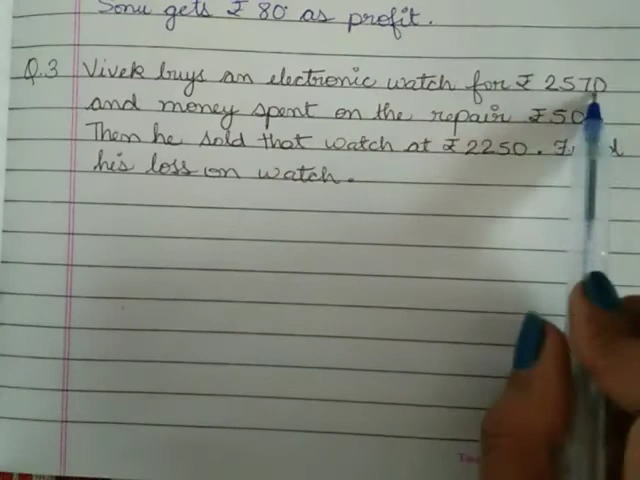 Sonu gets ₹ 80 as profit.
Q.3 Vivek buys an electronic watch for ₹ 2570
and money spent on the repair ₹ 50
Then he sold that watch at ₹ 2250.
his loss on watch.